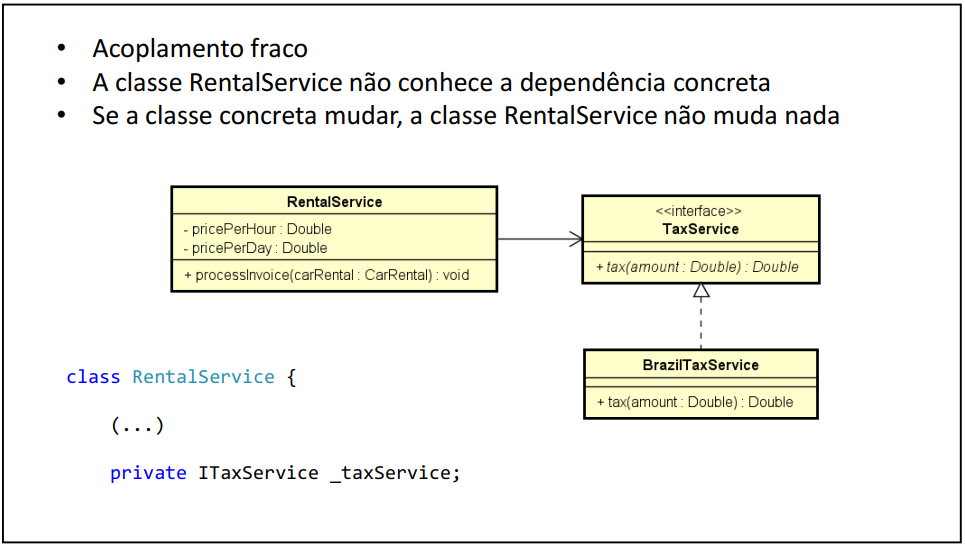 • Acoplamento fraco
• A classe RentalService não conhece a dependência concreta
• Se a classe concreta mudar, a classe RentalService não muda nada
RentalService
- pricePerHour : Double
- pricePerDay : Double
+ processInvoice(carRental : CarRental) : void
<<interface>>
TaxService
+ tax(amount : Double) : Double
BrazilTaxService
+ tax(amount : Double) : Double
class RentalService {
(...)
private ITaxService _taxService;